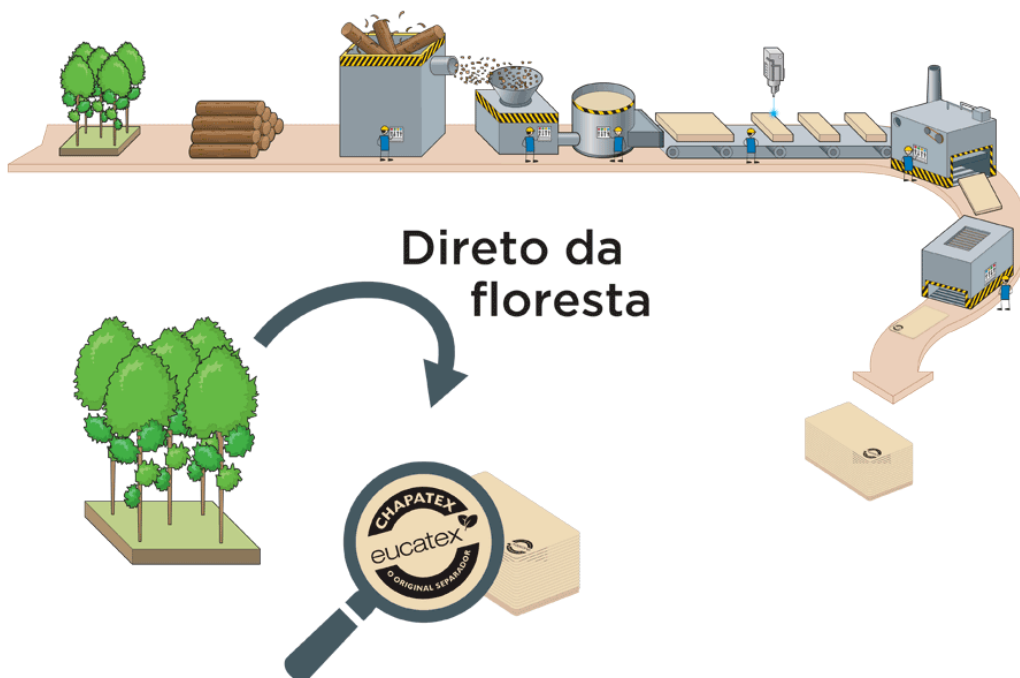 Direto da
floresta
CHAPATEX
eucatex
O ORIGINAL SEPARADOR